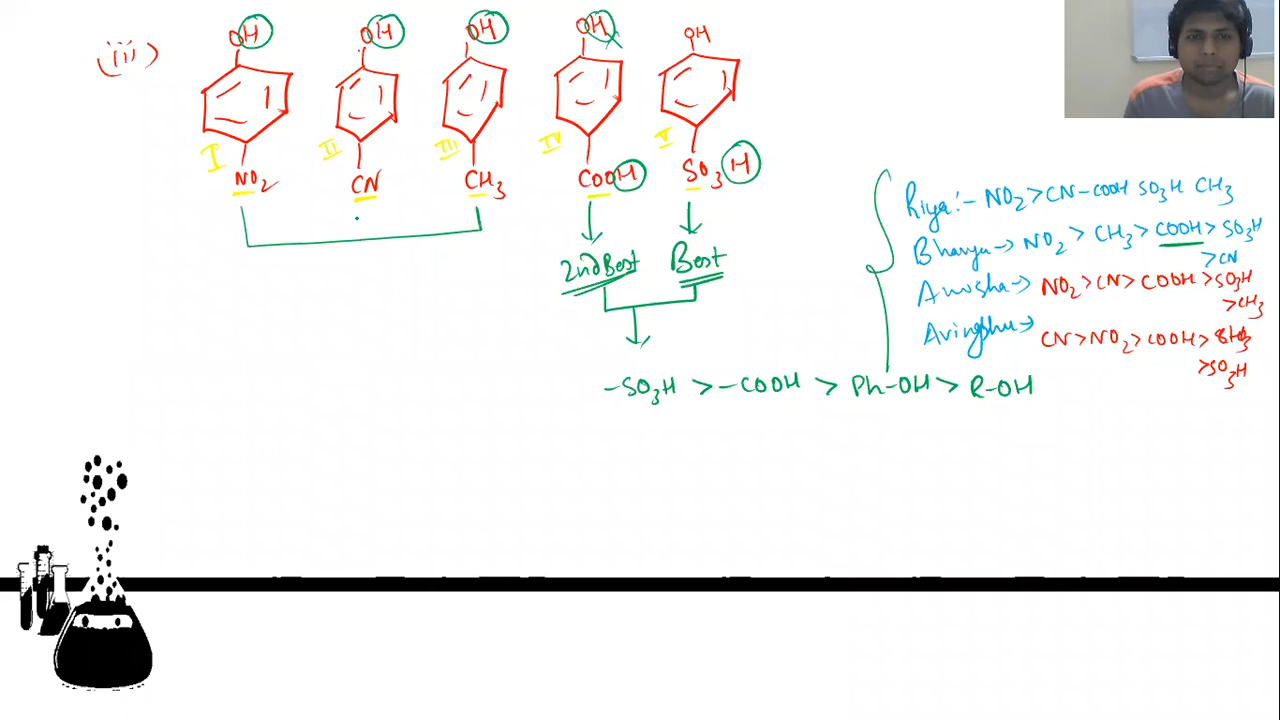 (iii)
OH OH OH OH OH
I II III IV V
NO2 CN CH3 COOH SO3H
2nd Best Best
-SO3H > -COOH > Ph-OH > R-OH
Riya:- NO2 > CN - COOH SO3H CH3
Bhavya → NO2 > CH3 > COOH > SO3H
> CN
Anusha → NO2 > CN > COOH > SO3H
> CH3
CN > NO2 > COOH > CH3
> SO3H